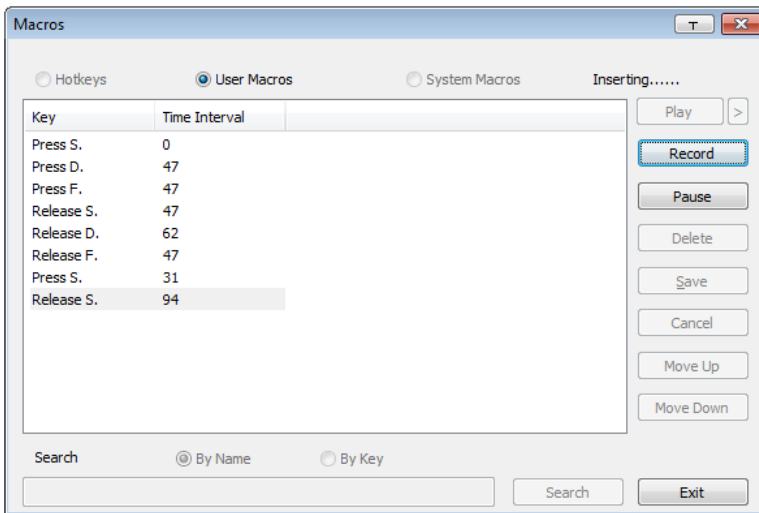 Macros T
Hotkeys User Macros System Macros Inserting......
Key Time Interval Play >
Press S. 0
Record
Press D. 47
Press F. 47
Pause
Release S. 47
Release D. 62
Delete
Release F. 47
Press S. 31
Save
Release S. 94
Cancel
Move Up
Move Down
Search By Name By Key
Search Exit